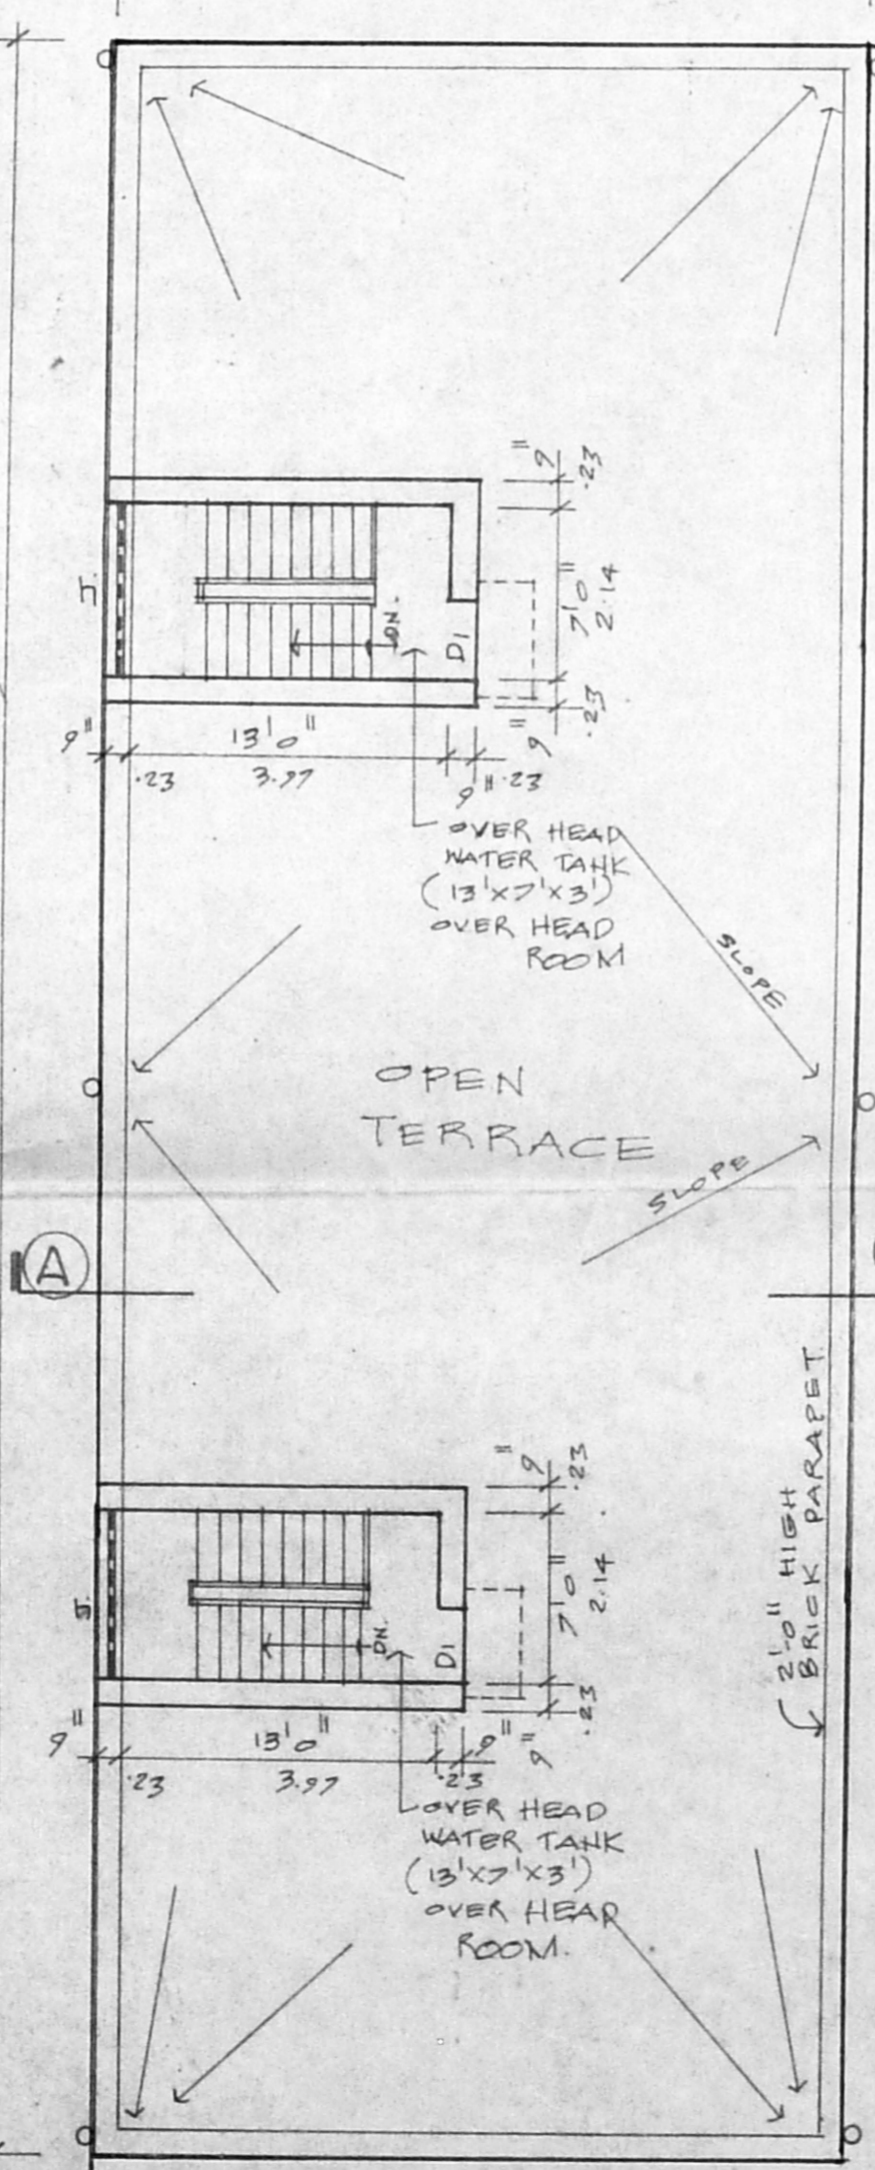 9" .23
7'0" 2.14
9" .23
DN.
D1
9" 13'0" 9"
.23 3.97 .23
OVER HEAD
WATER TANK
(13'X7'X3')
OVER HEAD
ROOM
SLOPE
OPEN
TERRACE
SLOPE
A
2'-0" HIGH
BRICK PARAPET
9" .23
7'0" 2.14
9" .23
DN.
D1
9" 13'0" 9"
.23 3.97 .23
OVER HEAD
WATER TANK
(13'X7'X3')
OVER HEAD
ROOM.